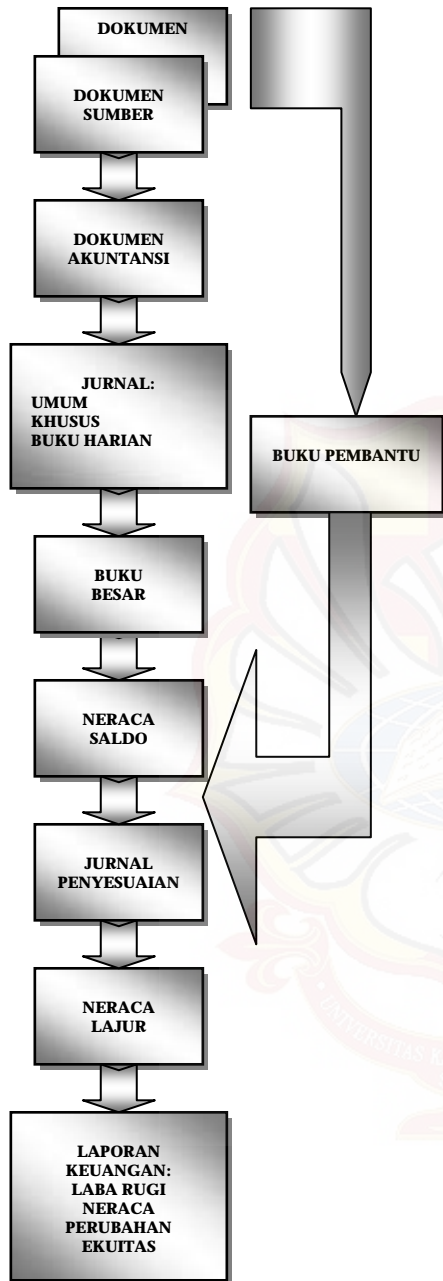 DOKUMEN
DOKUMEN
SUMBER
DOKUMEN
AKUNTANSI
JURNAL:
UMUM
KHUSUS
BUKU HARIAN
BUKU PEMBANTU
BUKU
BESAR
NERACA
SALDO
JURNAL
PENYESUAIAN
NERACA
LAJUR
LAPORAN
KEUANGAN:
LABA RUGI
NERACA
PERUBAHAN
EKUITAS
UNIVERSITAS